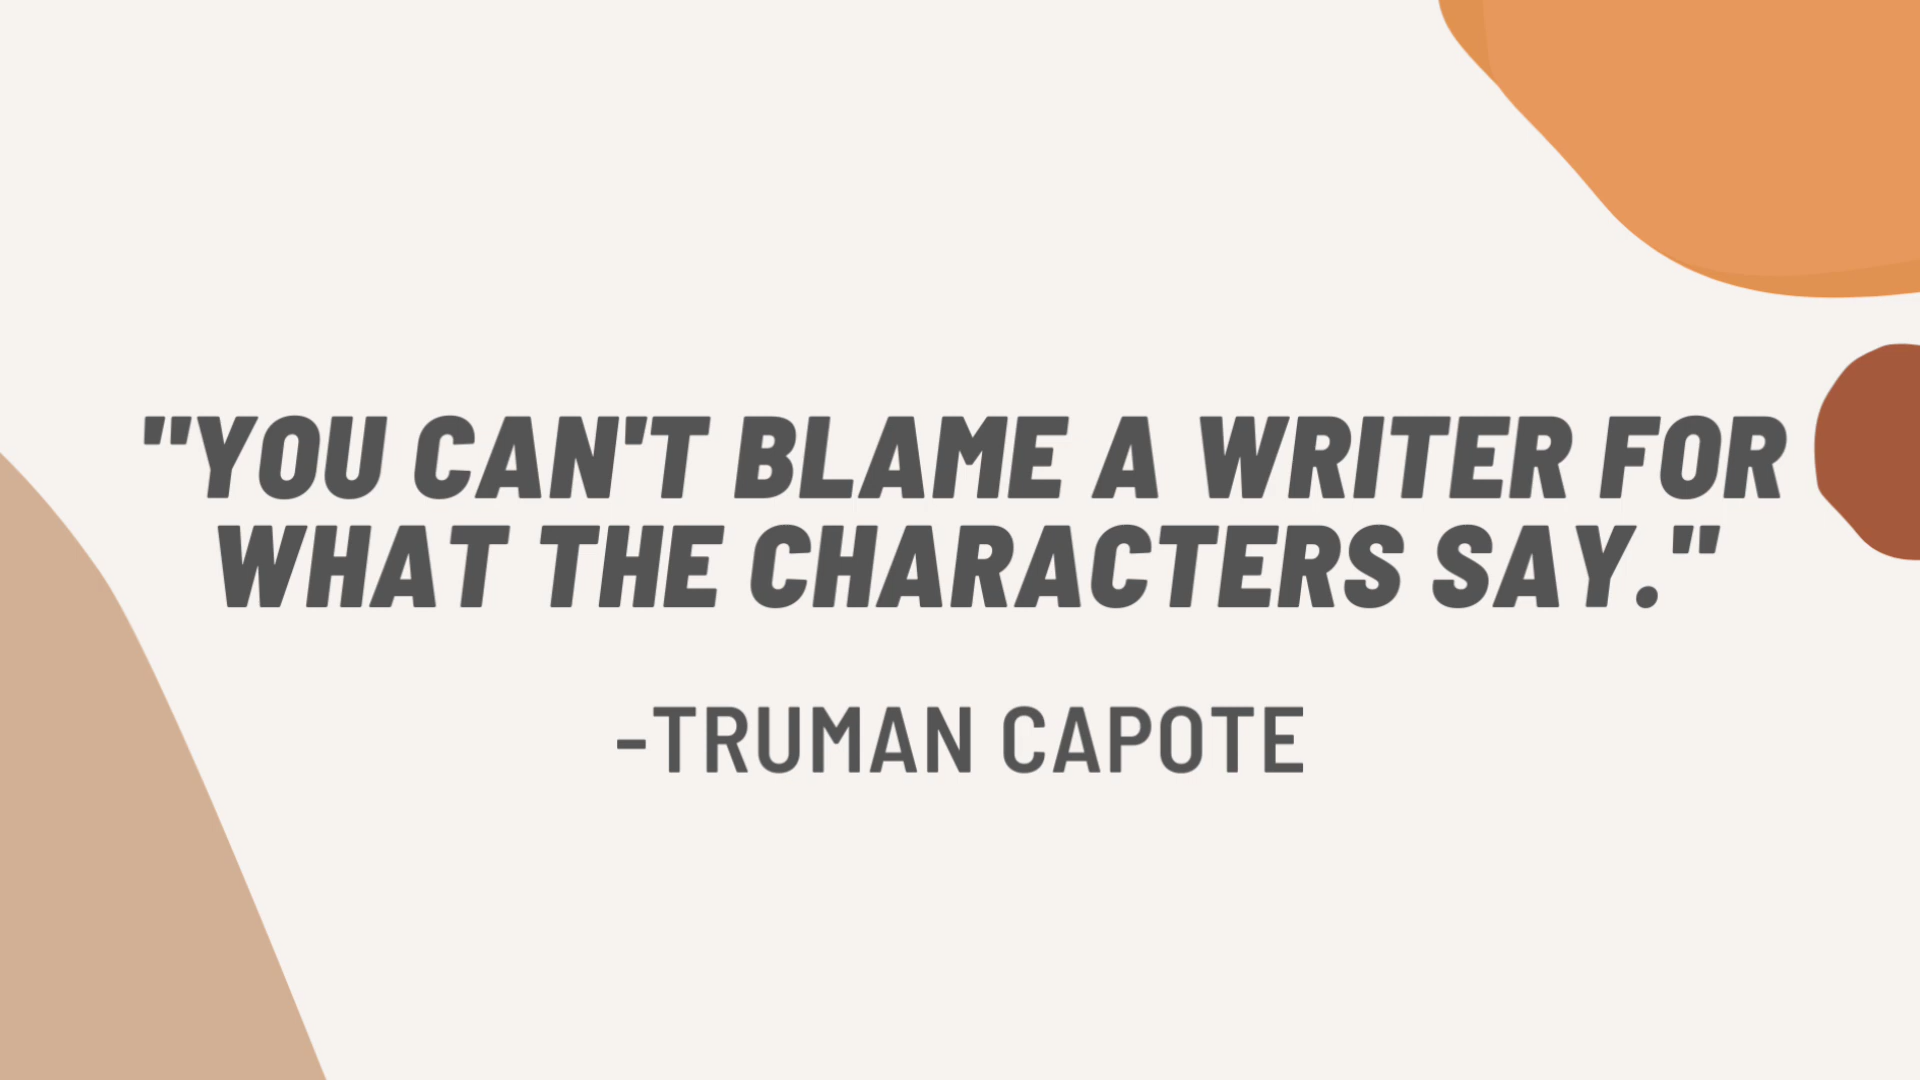 "YOU CAN'T BLAME A WRITER FOR
WHAT THE CHARACTERS SAY."
-TRUMAN CAPOTE